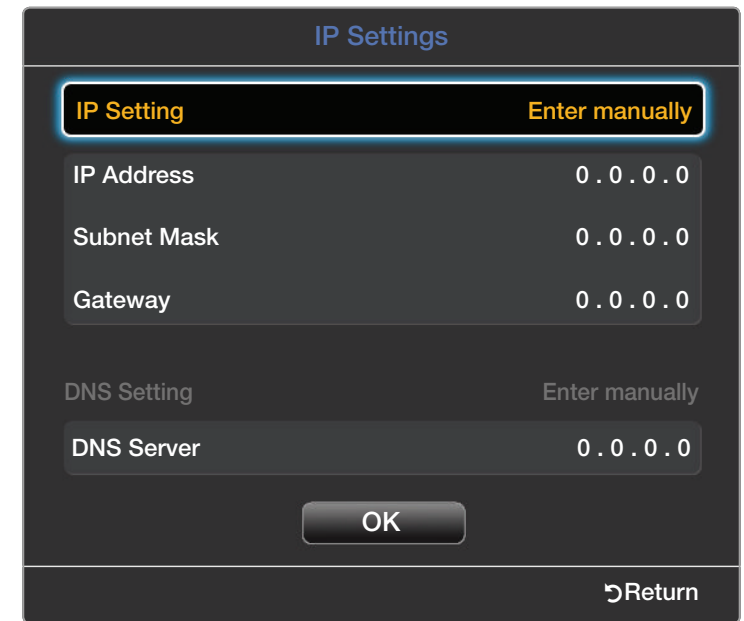 IP Settings
IP Setting Enter manually
IP Address 0 . 0 . 0 . 0
Subnet Mask 0 . 0 . 0 . 0
Gateway 0 . 0 . 0 . 0
DNS Setting Enter manually
DNS Server 0 . 0 . 0 . 0
OK
Return